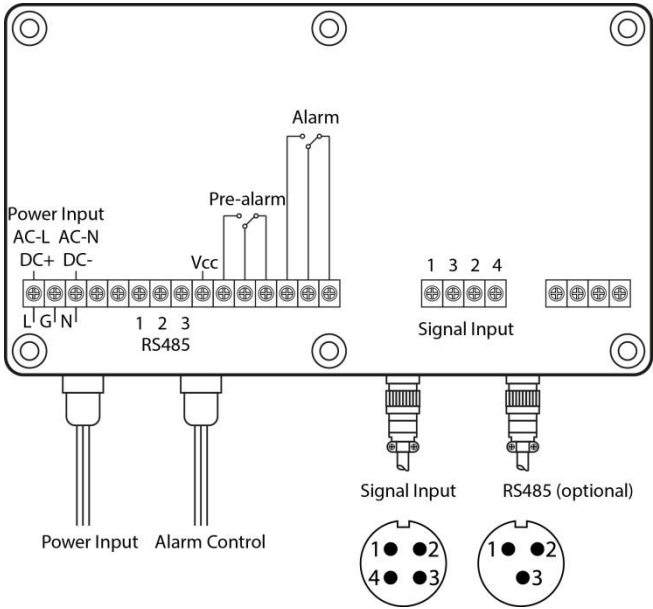 Alarm
Pre-alarm
Power Input
AC-L AC-N
DC+ DC-
Vcc
1 3 2 4
L G N
1 2 3
RS485
Signal Input
Signal Input
RS485 (optional)
Power Input
Alarm Control
1 2
4 3
1 2
3